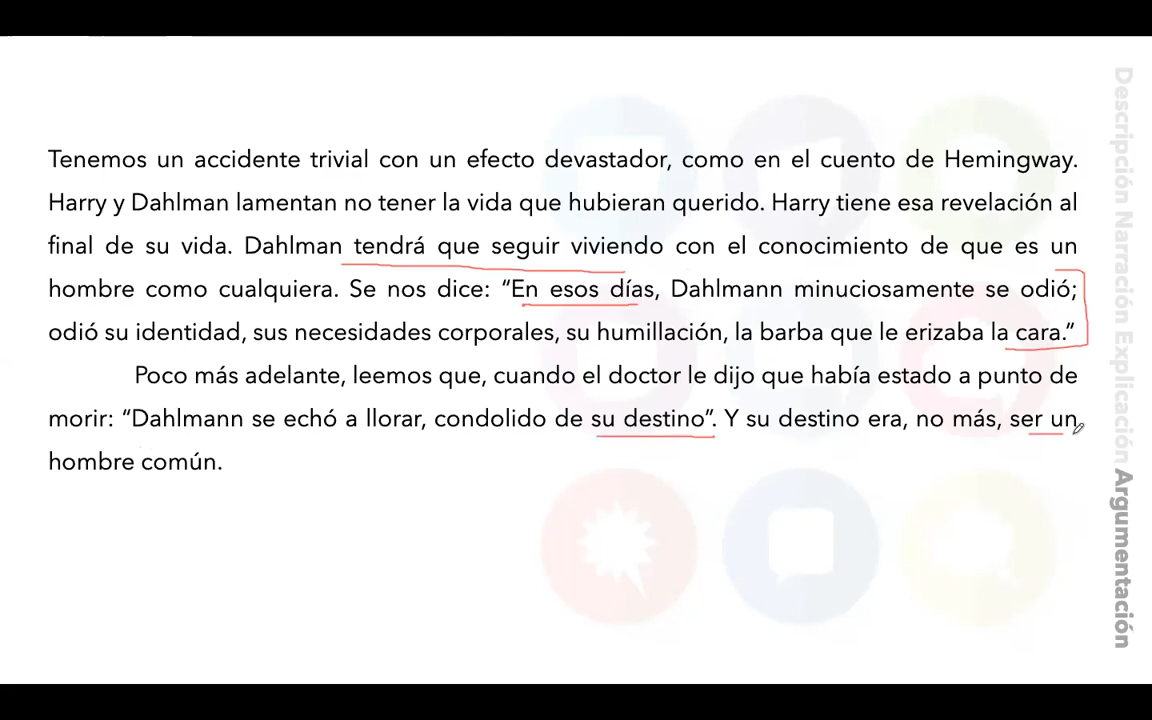 Tenemos un accidente trivial con un efecto devastador, como en el cuento de Hemingway.
Harry y Dahlman lamentan no tener la vida que hubieran querido. Harry tiene esa revelación al
final de su vida. Dahlman tendrá que seguir viviendo con el conocimiento de que es un
hombre como cualquiera. Se nos dice: “En esos días, Dahlmann minuciosamente se odió;
odió su identidad, sus necesidades corporales, su humillación, la barba que le erizaba la cara.“
Poco más adelante, leemos que, cuando el doctor le dijo que había estado a punto de
morir: “Dahlmann se echó a llorar, condolido de su destino”. Y su destino era, no más, ser un
hombre común.
Descripción Narración Explicación Argumentación